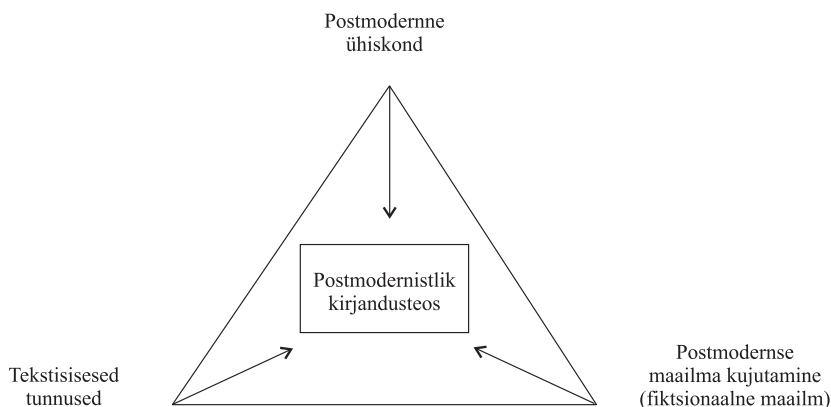 Postmodernne
ühiskond
Postmodernistlik
kirjandusteos
Tekstisisesed
tunnused
Postmodernse
maailma kujutamine
(fiktsionaalne maailm)